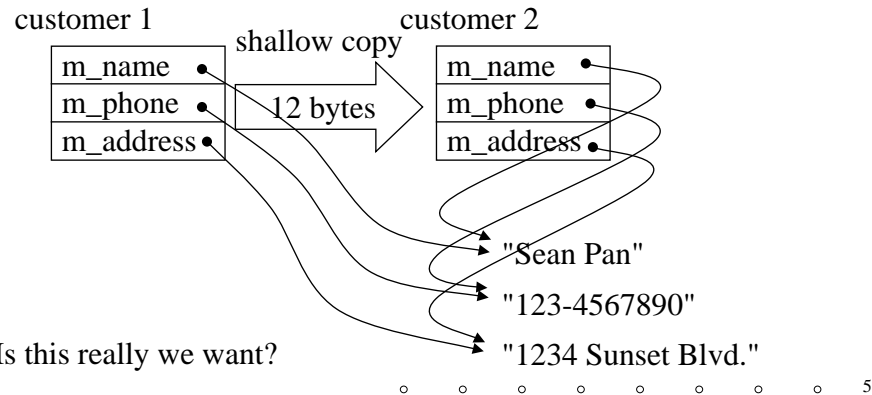 customer 1
shallow copy
customer 2
m_name
m_phone
m_address
12 bytes
m_name
m_phone
m_address
"Sean Pan"
"123-4567890"
"1234 Sunset Blvd."
Is this really we want?
5